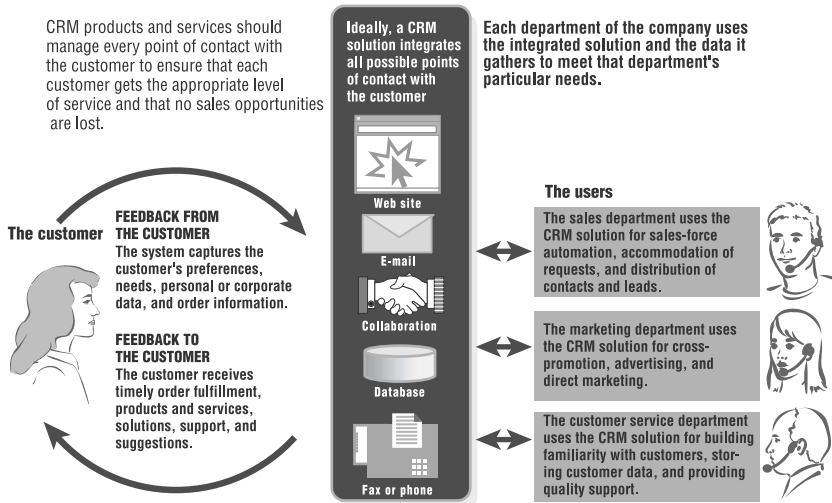 CRM products and services should
manage every point of contact with
the customer to ensure that each
customer gets the appropriate level
of service and that no sales opportunities
are lost.
Ideally, a CRM
solution integrates
all possible points
of contact with
the customer
Each department of the company uses
the integrated solution and the data it
gathers to meet that department's
particular needs.
The customer
FEEDBACK FROM
THE CUSTOMER
The system captures the
customer's preferences,
needs, personal or corporate
data, and order information.
FEEDBACK TO
THE CUSTOMER
The customer receives
timely order fulfillment,
products and services,
solutions, support, and
suggestions.
Web site
E-mail
Collaboration
Database
Fax or phone
The users
The sales department uses the
CRM solution for sales-force
automation, accommodation of
requests, and distribution of
contacts and leads.
The marketing department uses
the CRM solution for cross-
promotion, advertising, and
direct marketing.
The customer service department
uses the CRM solution for building
familiarity with customers, stor-
ing customer data, and providing
quality support.